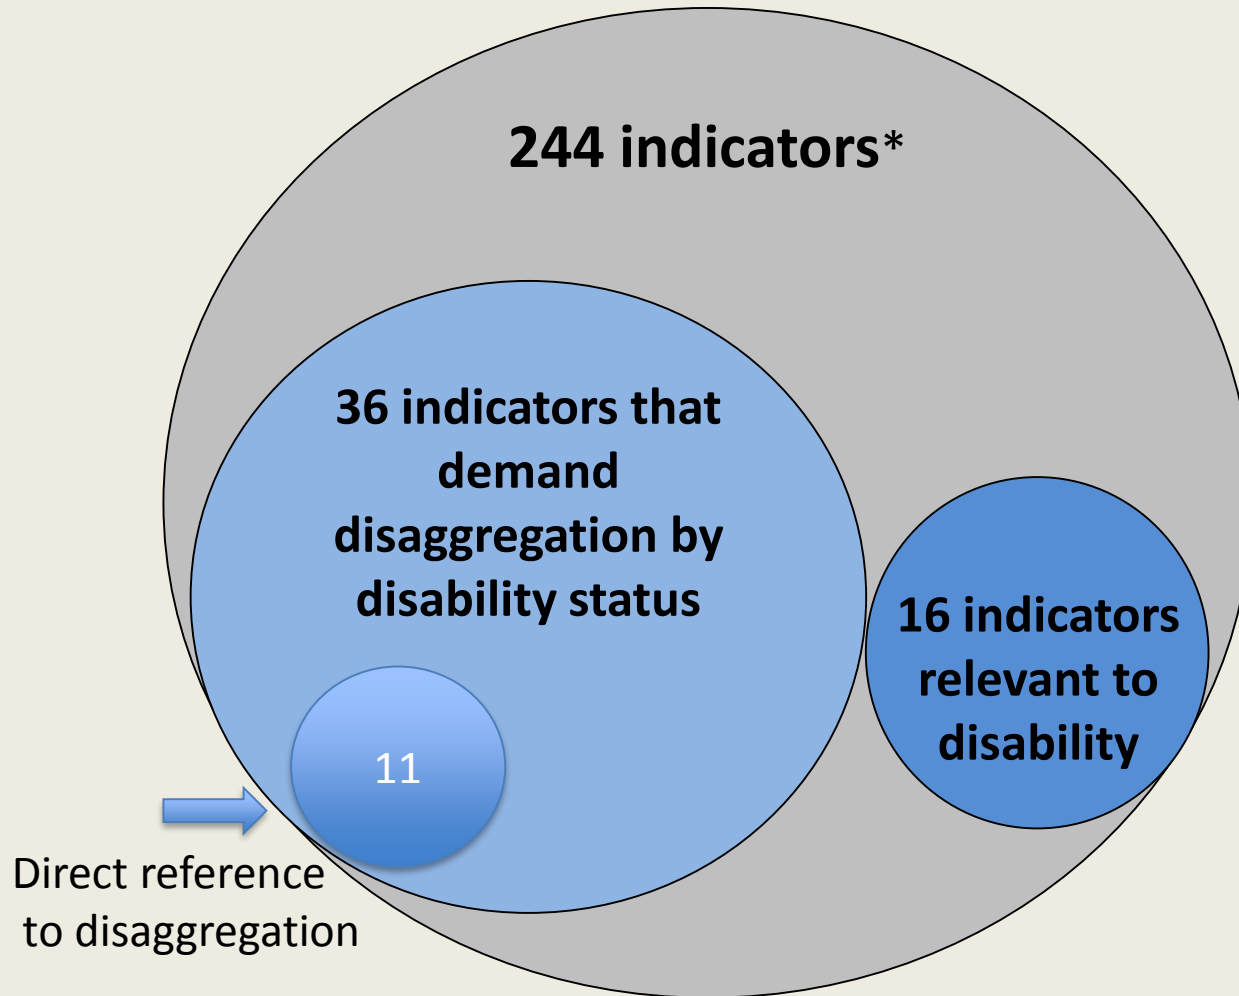 244 indicators*
36 indicators that
demand
disaggregation by
disability status
16 indicators
relevant to
disability
11
Direct reference
to disaggregation